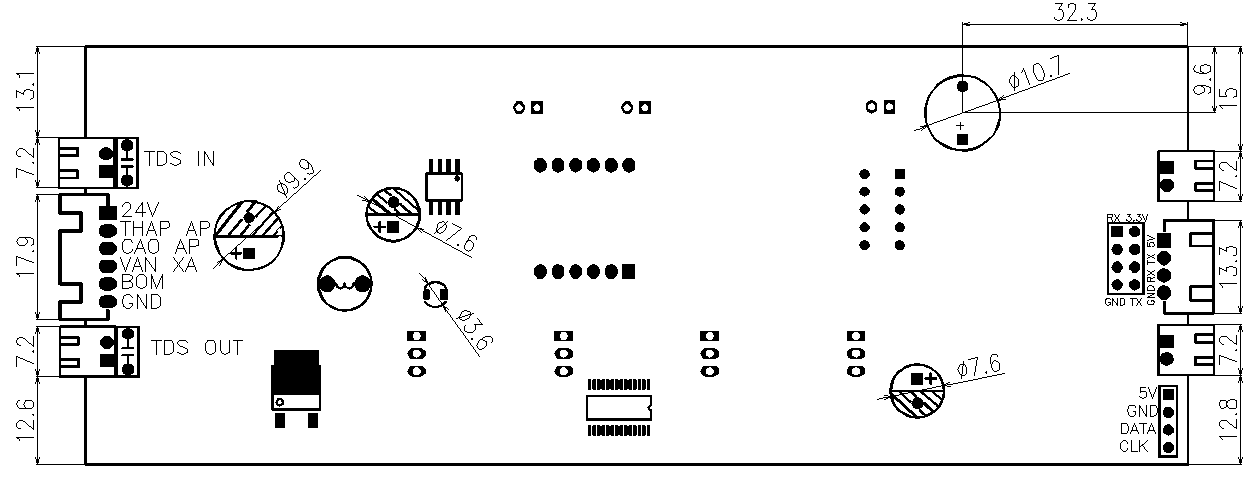 32.3
13.1
9.6
15
ø10.7
TDS IN
7.2
7.2
ø9.9
24V
THAP AP
CAO AP
VAN XA
BOM
GND
17.9
ø7.6
RX 3.3V
GND TX
GND RX TX 5V
13.3
ø3.6
TDS OUT
7.2
7.2
ø7.6
12.6
5V
GND
DATA
CLK
12.8